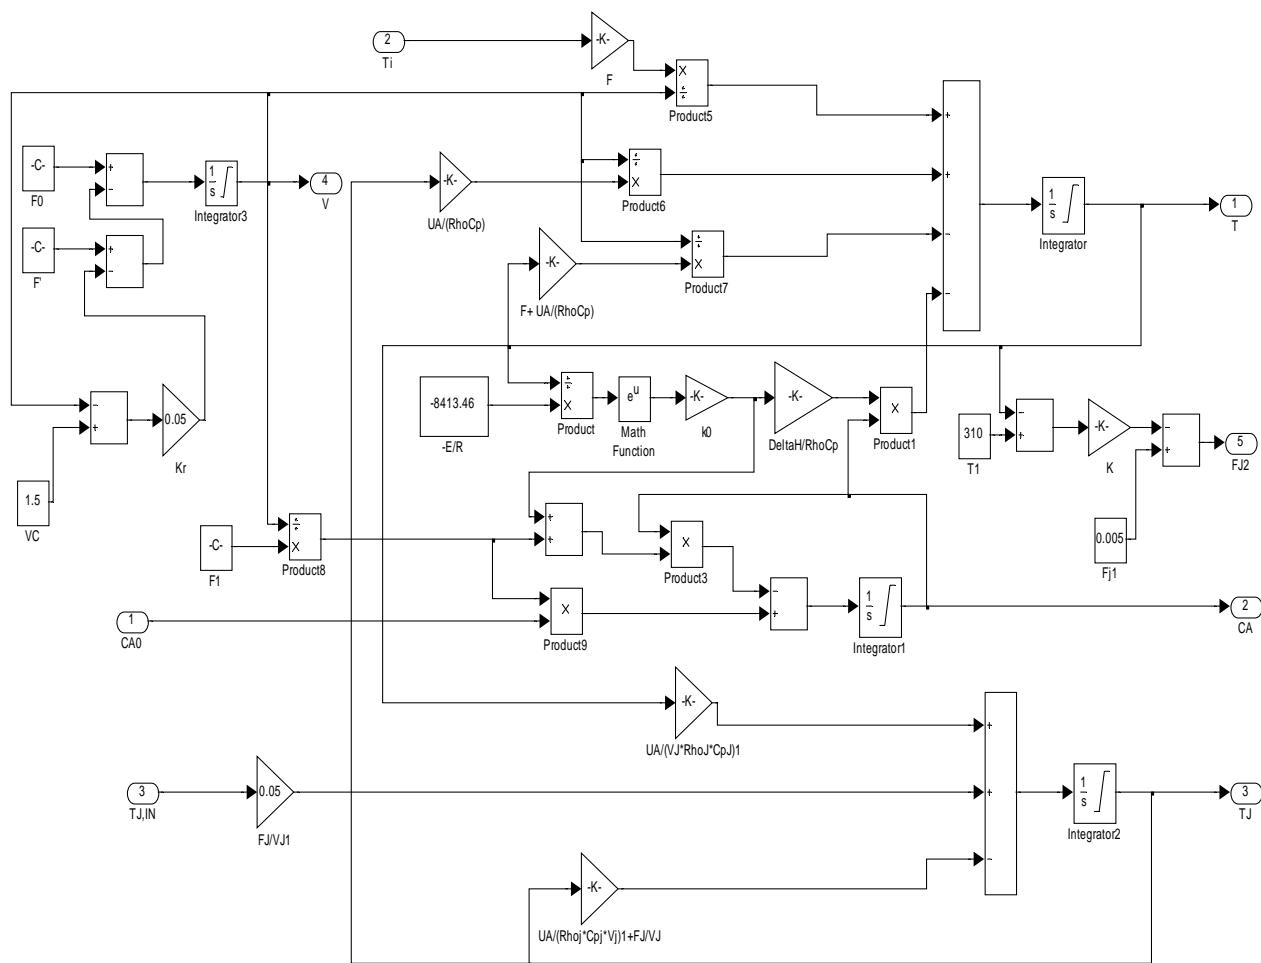 2
Ti
-K-
F
X
÷
Product5
-C-
F0
+
-
1
s
Integrator3
4
V
-K-
UA/(RhoCp)
÷
X
Product6
+
+
-
-
1
s
Integrator
1
T
-C-
F'
+
-
-K-
F+ UA/(RhoCp)
÷
X
Product7
-
+
0.05
Kr
1.5
VC
-8413.46
-E/R
÷
X
Product
e^u
Math
Function
-K-
k0
-K-
DeltaH/RhoCp
X
Product1
310
T1
-
+
-K-
K
-
+
5
FJ2
0.005
Fj1
-C-
F1
÷
X
Product8
+
+
X
Product3
-
+
1
s
Integrator1
2
CA
1
CA0
X
Product9
-K-
UA/(VJ*RhoJ*CpJ)1
3
TJ,IN
0.05
FJ/VJ1
+
+
-
1
s
Integrator2
3
TJ
-K-
UA/(Rhoj*Cpj*Vj)1+FJ/VJ